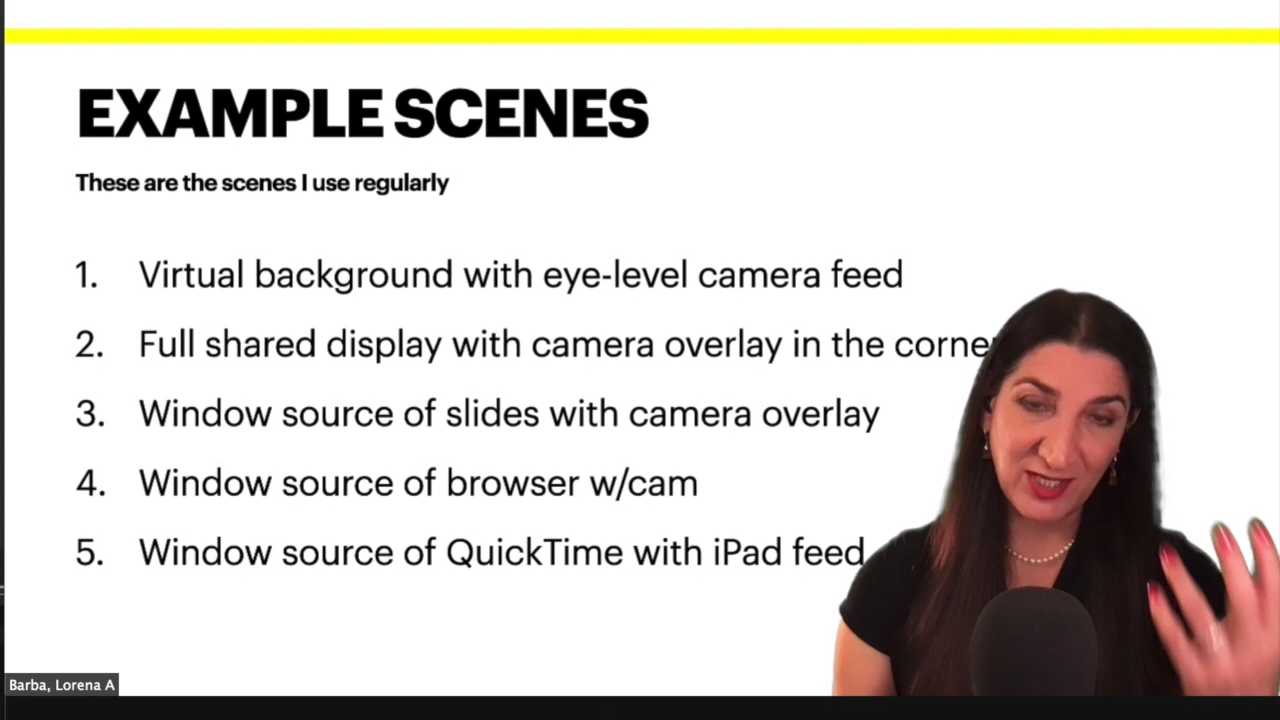 EXAMPLE SCENES
These are the scenes I use regularly
1. Virtual background with eye-level camera feed
2. Full shared display with camera overlay in the corne
3. Window source of slides with camera overlay
4. Window source of browser w/cam
5. Window source of QuickTime with iPad feed
Barba, Lorena A